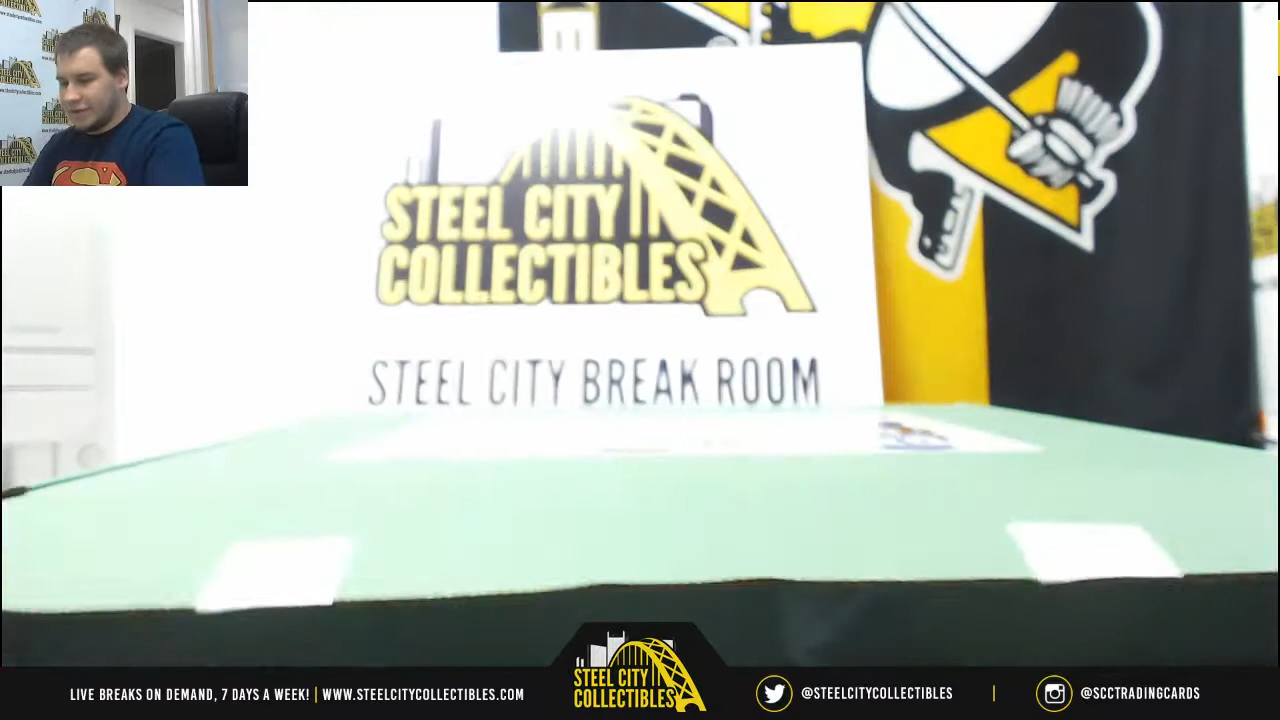 STEEL CITY
COLLECTIBLES
STEEL CITY BREAK ROOM
LIVE BREAKS ON DEMAND, 7 DAYS A WEEK! | WWW.STEELCITYCOLLECTIBLES.COM
STEEL CITY
COLLECTIBLES
@STEELCITYCOLLECTIBLES | @SCCTRADINGCARDS